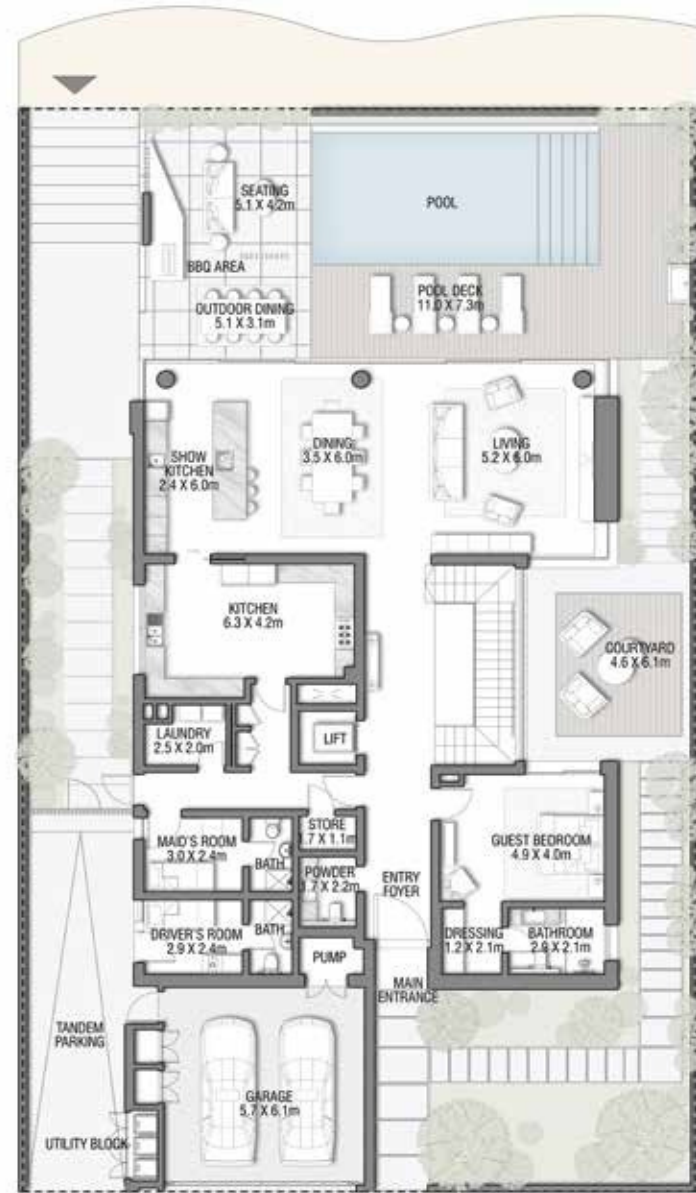 SEATING
5.1 X 4.2m
POOL
BBQ AREA
POOL DECK
11.0 X 7.3m
OUTDOOR DINING
5.1 X 3.1m
SHOW
KITCHEN
2.4 X 6.0m
DINING
3.5 X 6.0m
LIVING
5.2 X 6.0m
KITCHEN
6.3 X 4.2m
COURTYARD
4.6 X 6.1m
LAUNDRY
2.5 X 2.0m
LIFT
MAID'S ROOM
3.0 X 2.4m
BATH
STORE
1.7 X 1.1m
GUEST BEDROOM
4.9 X 4.0m
POWDER
1.7 X 2.2m
ENTRY
FOYER
DRIVER'S ROOM
2.9 X 2.4m
BATH
DRESSING
1.2 X 2.1m
BATHROOM
2.9 X 2.1m
PUMP
MAIN
ENTRANCE
TANDEM
PARKING
GARAGE
5.7 X 6.1m
UTILITY BLOCK